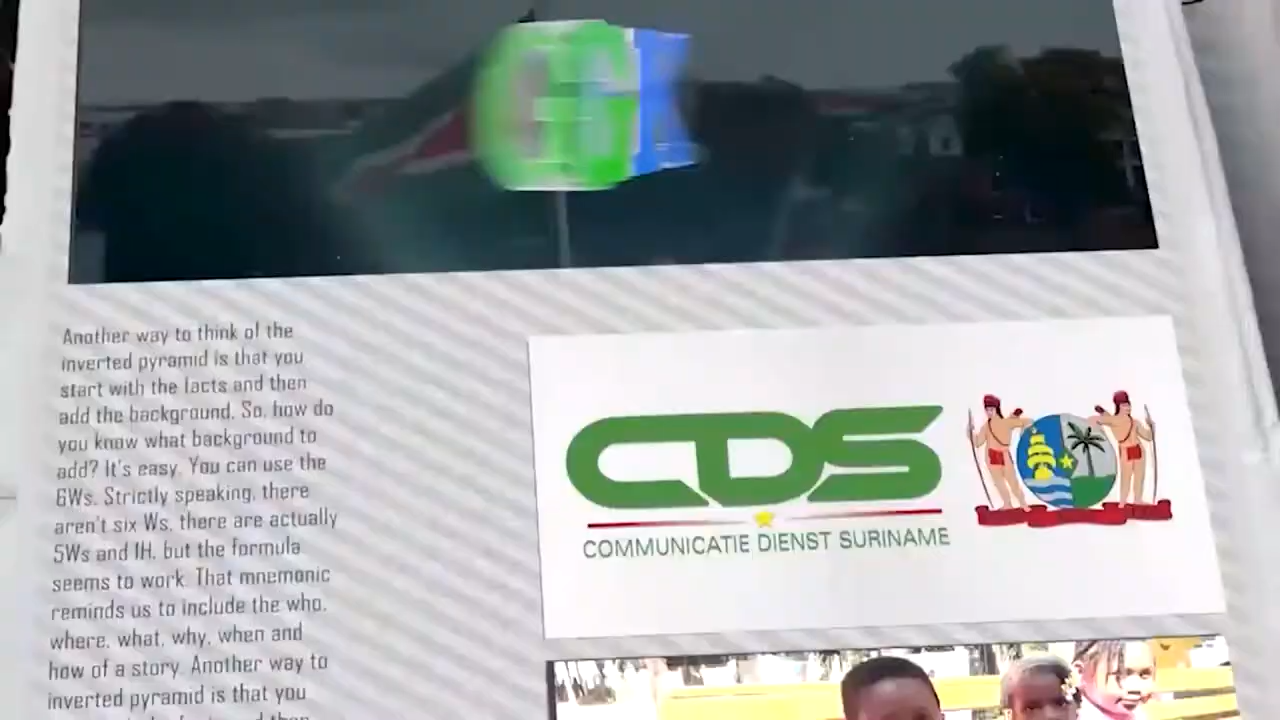 Another way to think of the
inverted pyramid is that you
start with the facts and then
add the background. So, how do
you know what background to
add? It's easy. You can use the
6Ws. Strictly speaking, there
aren't six Ws, there are actually
5Ws and 1H, but the formula
seems to work. That mnemonic
reminds us to include the who,
where, what, why, when and
how of a story. Another way to
inverted pyramid is that you
CDS
COMMUNICATIE DIENST SURINAME